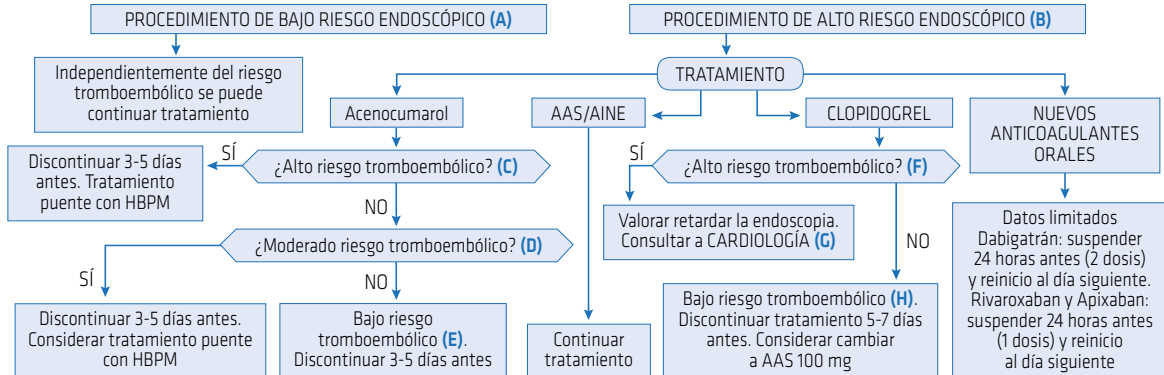 PROCEDIMIENTO DE BAJO RIESGO ENDOSCÓPICO (A)
PROCEDIMIENTO DE ALTO RIESGO ENDOSCÓPICO (B)
Independientemente del riesgo
tromboembólico se puede
continuar tratamiento
TRATAMIENTO
Acenocumarol
AAS/AINE
CLOPIDOGREL
NUEVOS
ANTICOAGULANTES
ORALES
SÍ
¿Alto riesgo tromboembólico? (C)
Discontinuar 3-5 días
antes. Tratamiento
puente con HBPM
NO
¿Moderado riesgo tromboembólico? (D)
SÍ
NO
Discontinuar 3-5 días antes.
Considerar tratamiento puente
con HBPM
Bajo riesgo
tromboembólico (E).
Discontinuar 3-5 días antes
Continuar
tratamiento
SÍ
¿Alto riesgo tromboembólico? (F)
Valorar retardar la endoscopia.
Consultar a CARDIOLOGÍA (G)
NO
Bajo riesgo tromboembólico (H).
Discontinuar tratamiento 5-7 días
antes. Considerar cambiar
a AAS 100 mg
Datos limitados
Dabigatrán: suspender
24 horas antes (2 dosis)
y reinicio al día siguiente.
Rivaroxaban y Apixaban:
suspender 24 horas antes
(1 dosis) y reinicio
al día siguiente